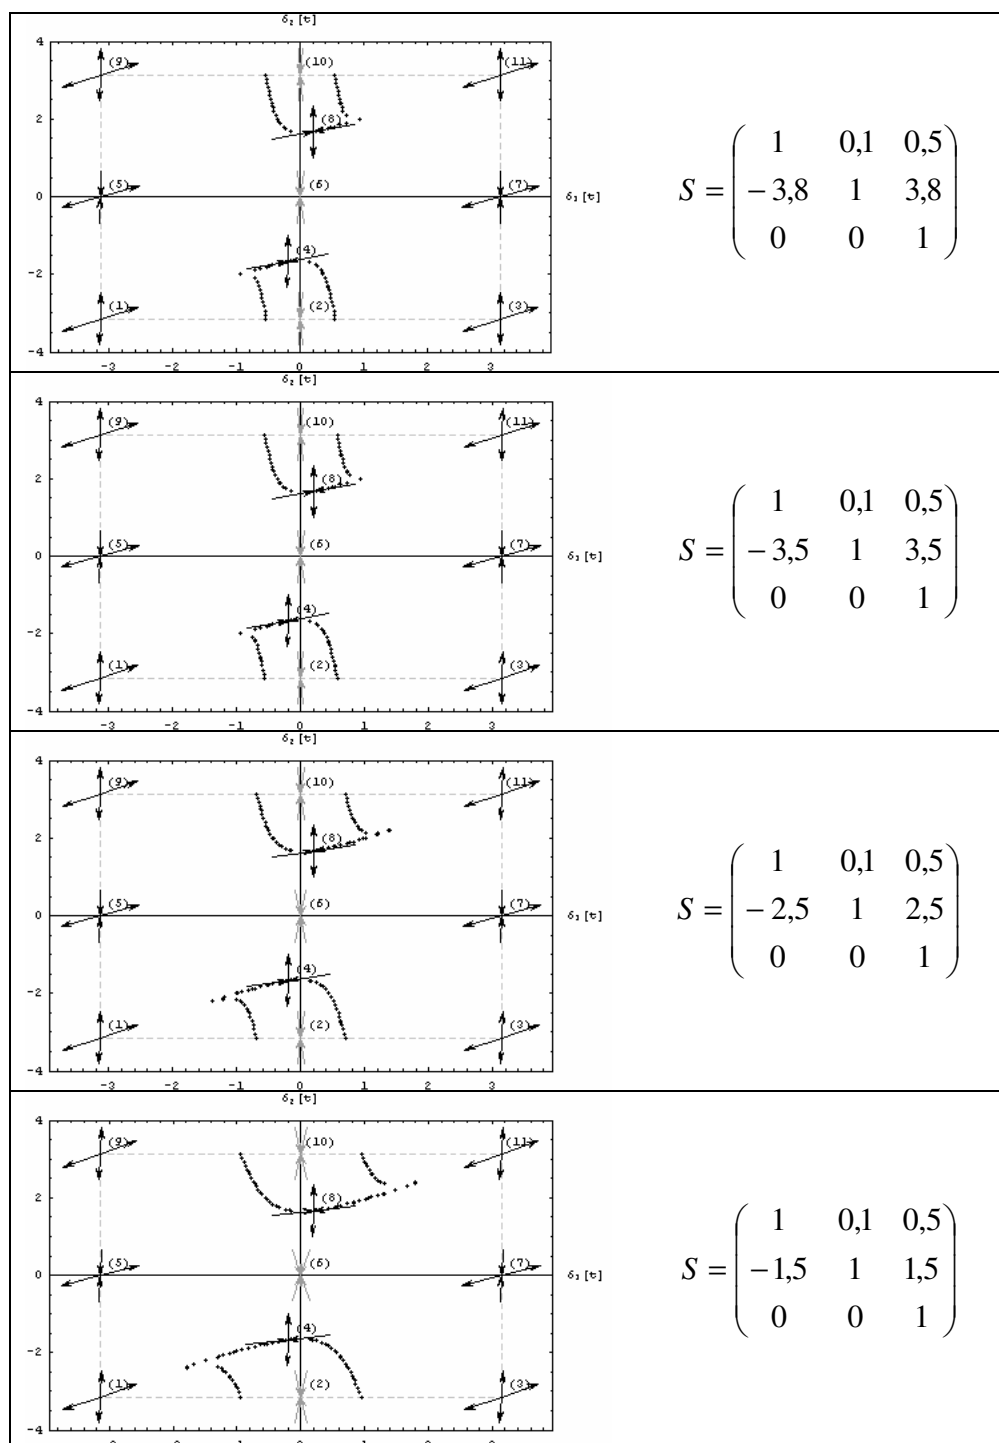 δ₂[t]
4
(9) (10) (11)
2
(8)
(5) (6) (7)
0
δ₁[t]
(4)
-2
(1) (2) (3)
-4
-3 -2 -1 0 1 2 3
S = ( 1 0,1 0,5
-3,8 1 3,8
0 0 1 )
δ₂[t]
4
(9) (10) (11)
2
(8)
(5) (6) (7)
0
δ₁[t]
(4)
-2
(1) (2) (3)
-4
-3 -2 -1 0 1 2 3
S = ( 1 0,1 0,5
-3,5 1 3,5
0 0 1 )
δ₂[t]
4
(9) (10) (11)
2
(8)
(5) (6) (7)
0
δ₁[t]
(4)
-2
(1) (2) (3)
-4
-3 -2 -1 0 1 2 3
S = ( 1 0,1 0,5
-2,5 1 2,5
0 0 1 )
δ₂[t]
4
(9) (10) (11)
2
(8)
(5) (6) (7)
0
δ₁[t]
(4)
-2
(1) (2) (3)
-4
S = ( 1 0,1 0,5
-1,5 1 1,5
0 0 1 )